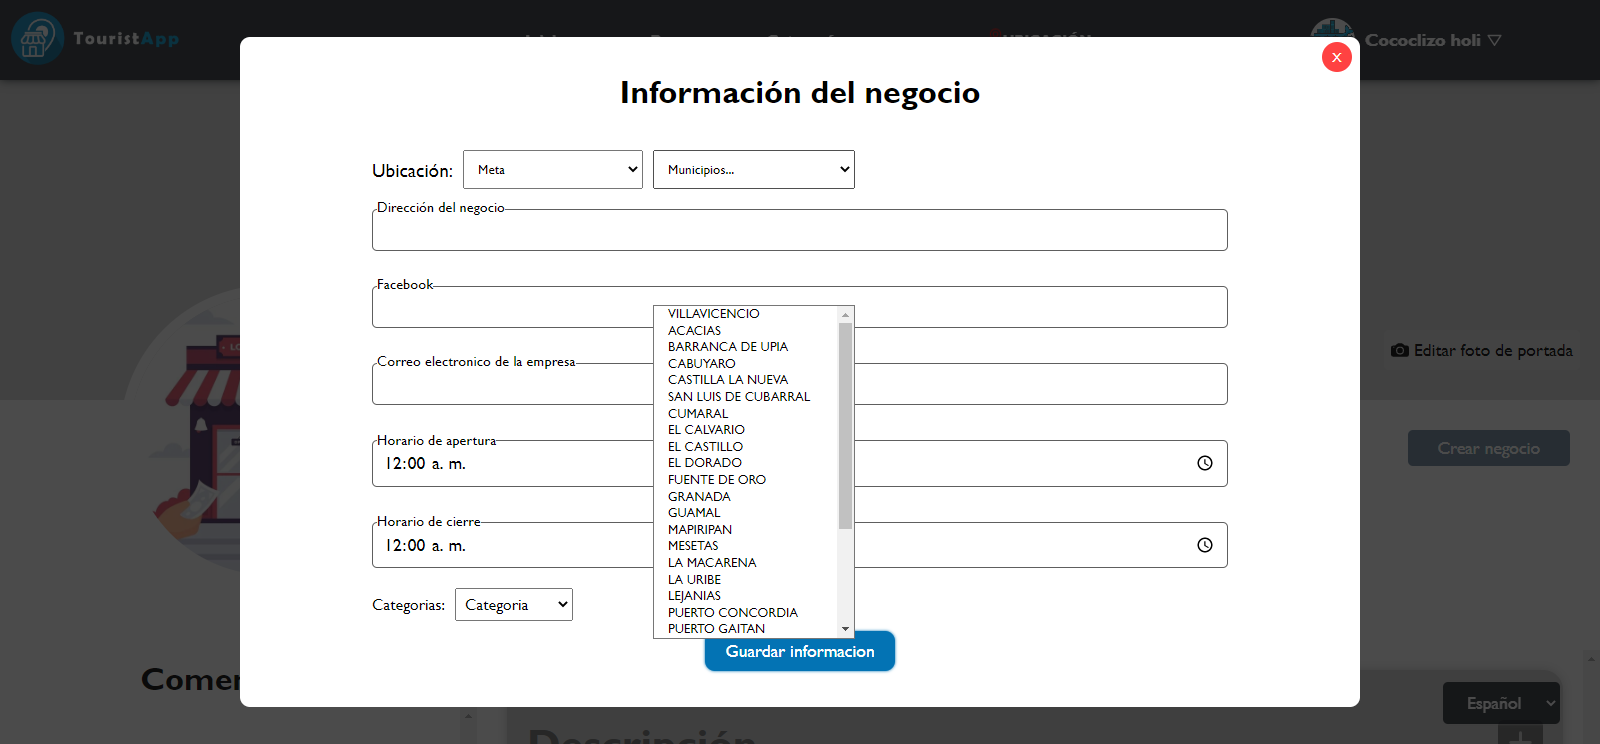 TouristApp
UBICACIÓN
Cococlizo holi
X
Información del negocio
Ubicación:
Meta
Municipios...
Dirección del negocio
Facebook
VILLAVICENCIO
ACACIAS
BARRANCA DE UPIA
CABUYARO
CASTILLA LA NUEVA
SAN LUIS DE CUBARRAL
CUMARAL
EL CALVARIO
EL CASTILLO
EL DORADO
FUENTE DE ORO
GRANADA
GUAMAL
MAPIRIPAN
MESETAS
LA MACARENA
LA URIBE
LEJANIAS
PUERTO CONCORDIA
PUERTO GAITAN
Editar foto de portada
Correo electronico de la empresa
Horario de apertura
12:00 a. m.
Crear negocio
Horario de cierre
12:00 a. m.
Categorias:
Categoria
Guardar informacion
Español
Descripción